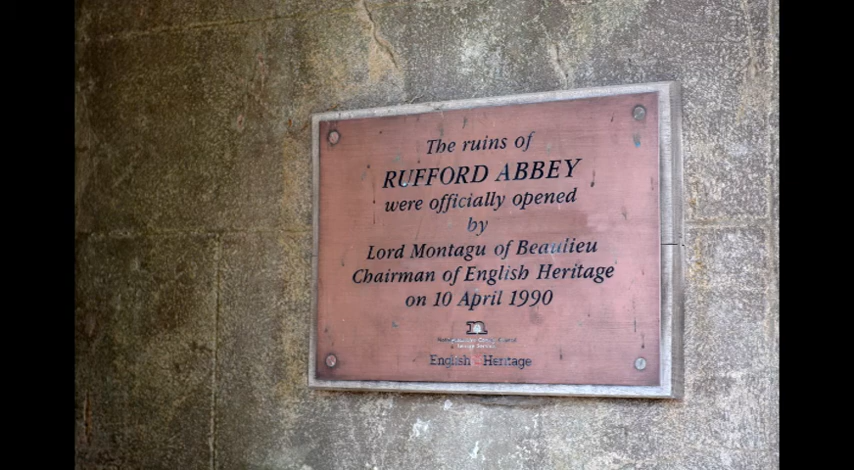 The ruins of
RUFFORD ABBEY
were officially opened
by
Lord Montagu of Beaulieu
Chairman of English Heritage
on 10 April 1990
n
English Heritage